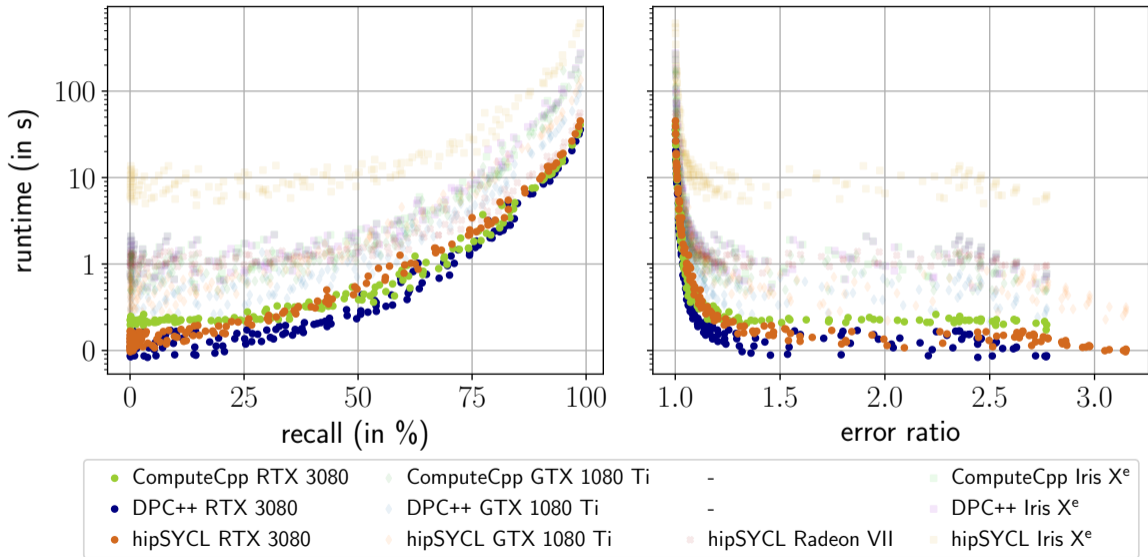 runtime (in s)
100
10
1
0
0
25
50
75
100
recall (in %)
1.0
1.5
2.0
2.5
3.0
error ratio
ComputeCpp RTX 3080
ComputeCpp GTX 1080 Ti
-
ComputeCpp Iris Xᵉ
DPC++ RTX 3080
DPC++ GTX 1080 Ti
-
DPC++ Iris Xᵉ
hipSYCL RTX 3080
hipSYCL GTX 1080 Ti
hipSYCL Radeon VII
hipSYCL Iris Xᵉ